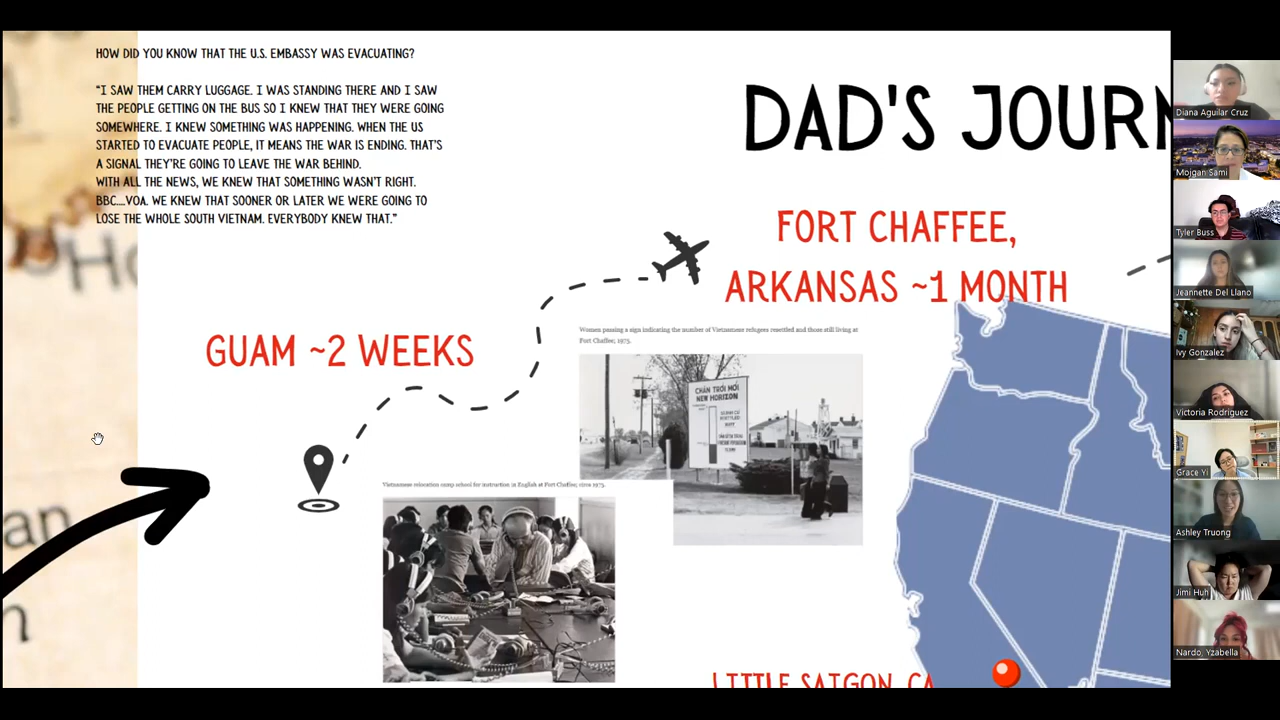 HOW DID YOU KNOW THAT THE U.S. EMBASSY WAS EVACUATING?
"I SAW THEM CARRY LUGGAGE. I WAS STANDING THERE AND I SAW
THE PEOPLE GETTING ON THE BUS SO I KNEW THAT THEY WERE GOING
SOMEWHERE. I KNEW SOMETHING WAS HAPPENING. WHEN THE US
STARTED TO EVACUATE PEOPLE, IT MEANS THE WAR IS ENDING. THAT'S
A SIGNAL THEY'RE GOING TO LEAVE THE WAR BEHIND.
WITH ALL THE NEWS, WE KNEW THAT SOMETHING WASN'T RIGHT.
BBC....VOA. WE KNEW THAT SOONER OR LATER WE WERE GOING TO
LOSE THE WHOLE SOUTH VIETNAM. EVERYBODY KNEW THAT."
DAD'S JOURN
FORT CHAFFEE,
ARKANSAS ~1 MONTH
GUAM ~2 WEEKS
Women passing a sign indicating the number of Vietnamese refugees resettled and those still living at
Fort Chaffee; 1975.
CHÂN TRỜI MỚI
NEW HORIZON
Vietnamese relocation camp school for instruction in English at Fort Chaffee; circa 1975.
LITTLE SAIGON, CA
Diana Aguilar Cruz
Mojgan Sami
Tyler Buss
Jeannette Del Llano
Ivy Gonzalez
Victoria Rodriguez
Grace Yi
Ashley Truong
Jimi Huh
Nardo, Yzabella